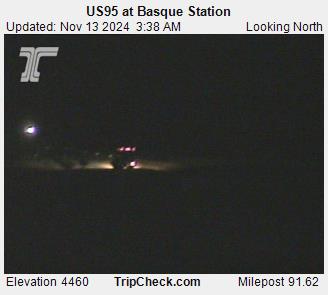 US95 at Basque Station
Updated: Nov 13 2024 3:38 AM Looking North
Elevation 4460 TripCheck.com Milepost 91.62